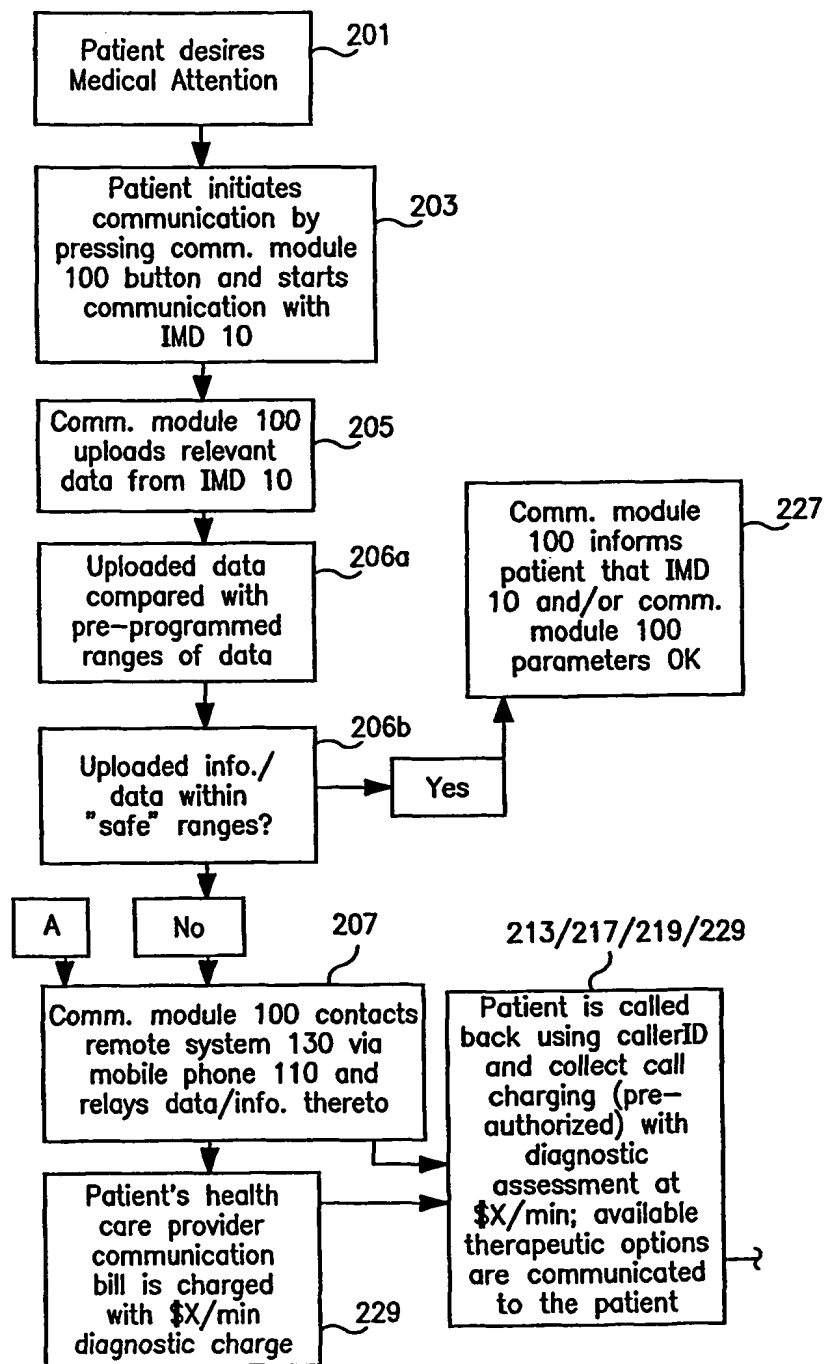 Patient desires
Medical Attention
201
Patient initiates
communication by
pressing comm. module
100 button and starts
communication with
IMD 10
203
Comm. module 100
uploads relevant
data from IMD 10
205
Uploaded data
compared with
pre-programmed
ranges of data
206a
Comm. module
100 informs
patient that IMD
10 and/or comm.
module 100
parameters OK
227
Uploaded info./
data within
"safe" ranges?
206b
Yes
A
No
207
Comm. module 100 contacts
remote system 130 via
mobile phone 110 and
relays data/info. thereto
213/217/219/229
Patient is called
back using callerID
and collect call
charging (pre-
authorized) with
diagnostic
assessment at
$X/min; available
therapeutic options
are communicated
to the patient
Patient's health
care provider
communication
bill is charged
with $X/min
diagnostic charge
229